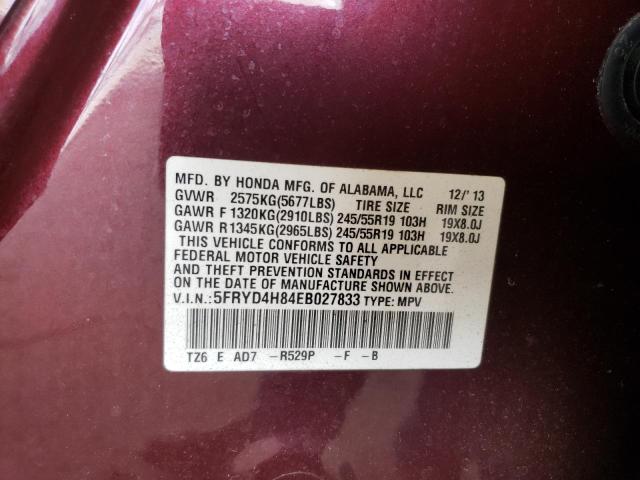 MFD. BY HONDA MFG. OF ALABAMA, LLC 12/'13
GVWR 2575KG(5677LBS) TIRE SIZE RIM SIZE
GAWR F 1320KG(2910LBS) 245/55R19 103H 19X8.0J
GAWR R1345KG(2965LBS) 245/55R19 103H 19X8.0J
THIS VEHICLE CONFORMS TO ALL APPLICABLE
FEDERAL MOTOR VEHICLE SAFETY
AND THEFT PREVENTION STANDARDS IN EFFECT
ON THE DATE OF MANUFACTURE SHOWN ABOVE.
V.I.N.:5FRYD4H84EB027833 TYPE: MPV
TZ6 E AD7 -R529P -F -B